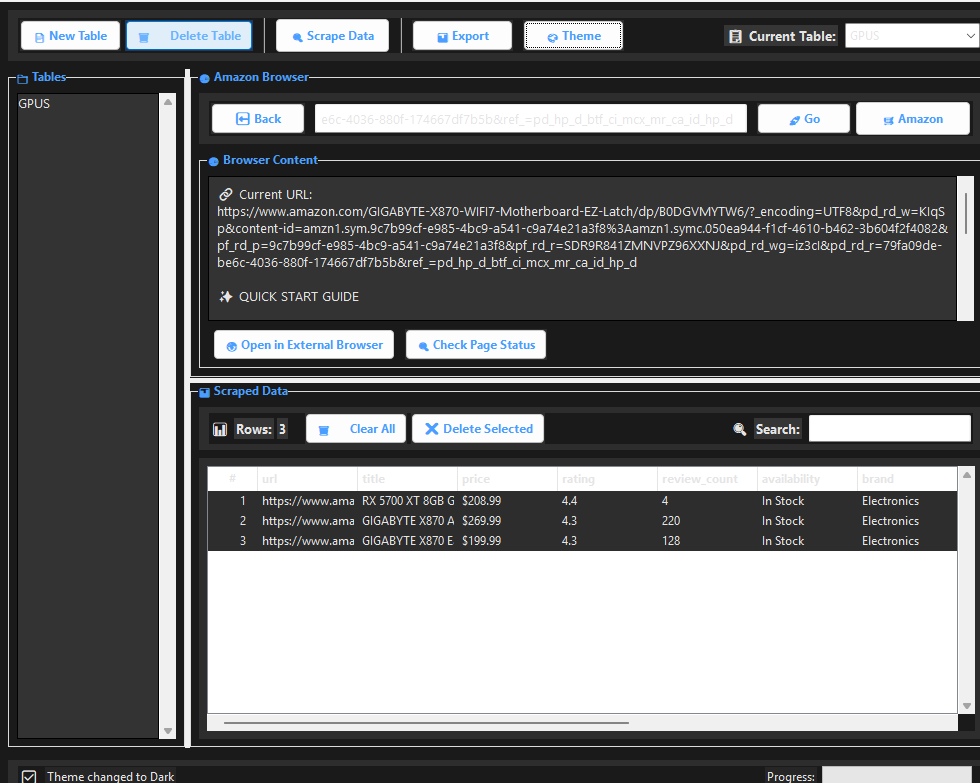 New Table Delete Table Scrape Data Export Theme Current Table: GPUS
Tables
GPUS
Amazon Browser
Back e6c-4036-880f-174667df7b5b&ref_=pd_hp_d_btf_ci_mcx_mr_ca_id_hp_d Go Amazon
Browser Content
Current URL:
https://www.amazon.com/GIGABYTE-X870-WIFI7-Motherboard-EZ-Latch/dp/B0DGVMYTW6/?_encoding=UTF8&pd_rd_w=KIqS
p&content-id=amzn1.sym.9c7b99cf-e985-4bc9-a541-c9a74e21a3f8%3Aamzn1.symc.050ea944-f1cf-4610-b462-3b604f2f4082&
pf_rd_p=9c7b99cf-e985-4bc9-a541-c9a74e21a3f8&pf_rd_r=SDR9R841ZMNVPZ96XXNJ&pd_rd_wg=iz3cI&pd_rd_r=79fa09de-
be6c-4036-880f-174667df7b5b&ref_=pd_hp_d_btf_ci_mcx_mr_ca_id_hp_d
QUICK START GUIDE
Open in External Browser Check Page Status
Scraped Data
Rows: 3 Clear All Delete Selected Search:
# url title price rating review_count availability brand
1 https://www.ama RX 5700 XT 8GB G $208.99 4.4 4 In Stock Electronics
2 https://www.ama GIGABYTE X870 A $269.99 4.3 220 In Stock Electronics
3 https://www.ama GIGABYTE X870 E $199.99 4.3 128 In Stock Electronics
Theme changed to Dark Progress: